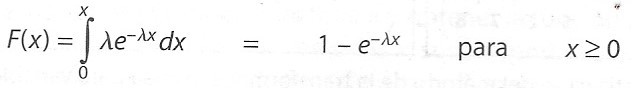 F(x) = ∫₀ˣ λe^{-λx} dx = 1 – e^{-λx} para x ≥ 0